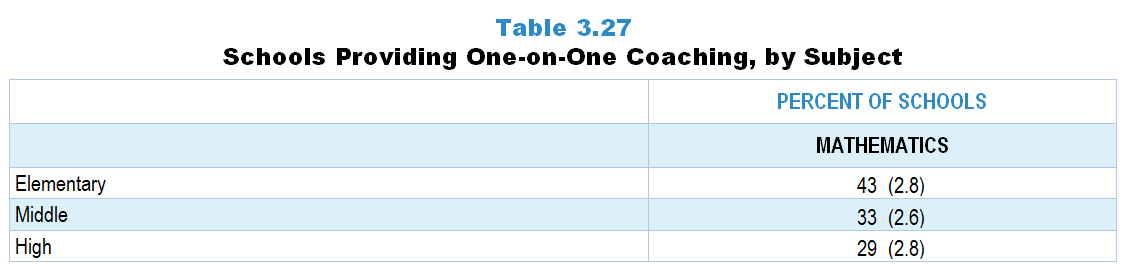 Table 3.27
Schools Providing One-on-One Coaching, by Subject
PERCENT OF SCHOOLS
MATHEMATICS
Elementary 43 (2.8)
Middle 33 (2.6)
High 29 (2.8)